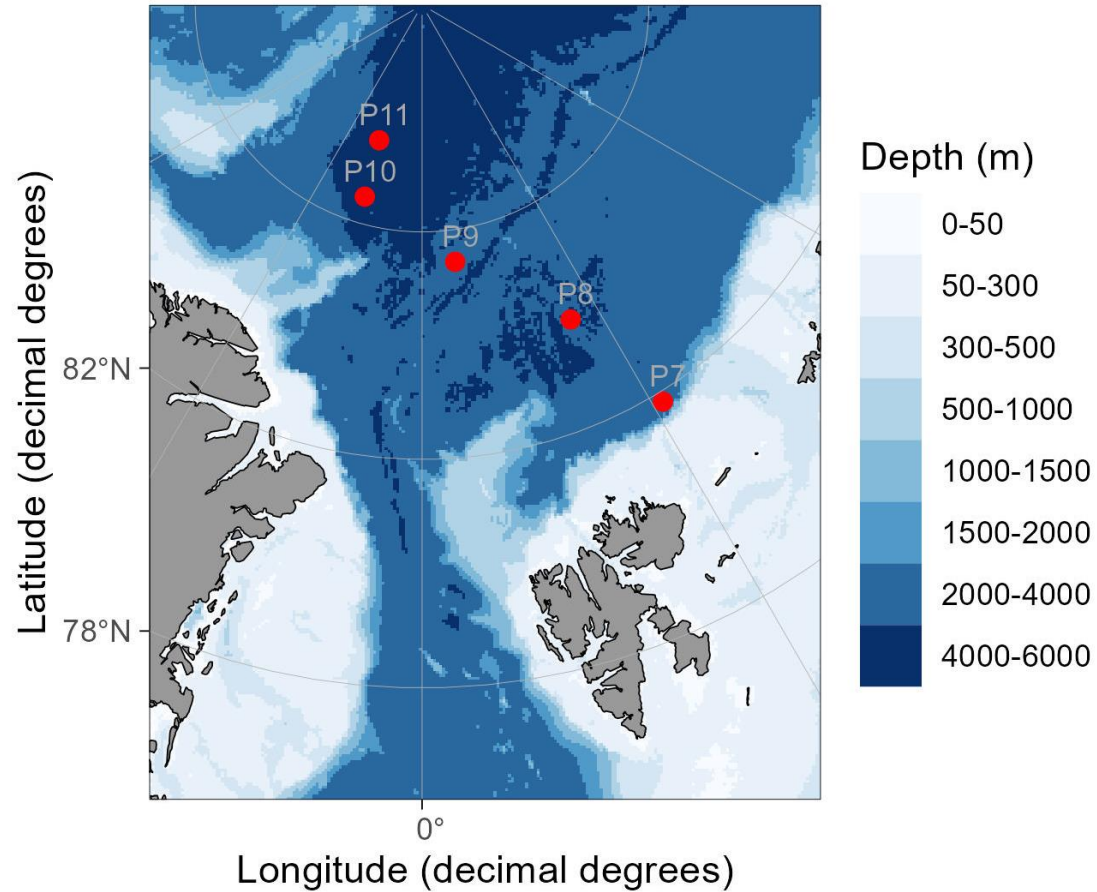 P11
P10
P9
P8
P7
82°N
78°N
0°
Latitude (decimal degrees)
Longitude (decimal degrees)
Depth (m)
0-50
50-300
300-500
500-1000
1000-1500
1500-2000
2000-4000
4000-6000